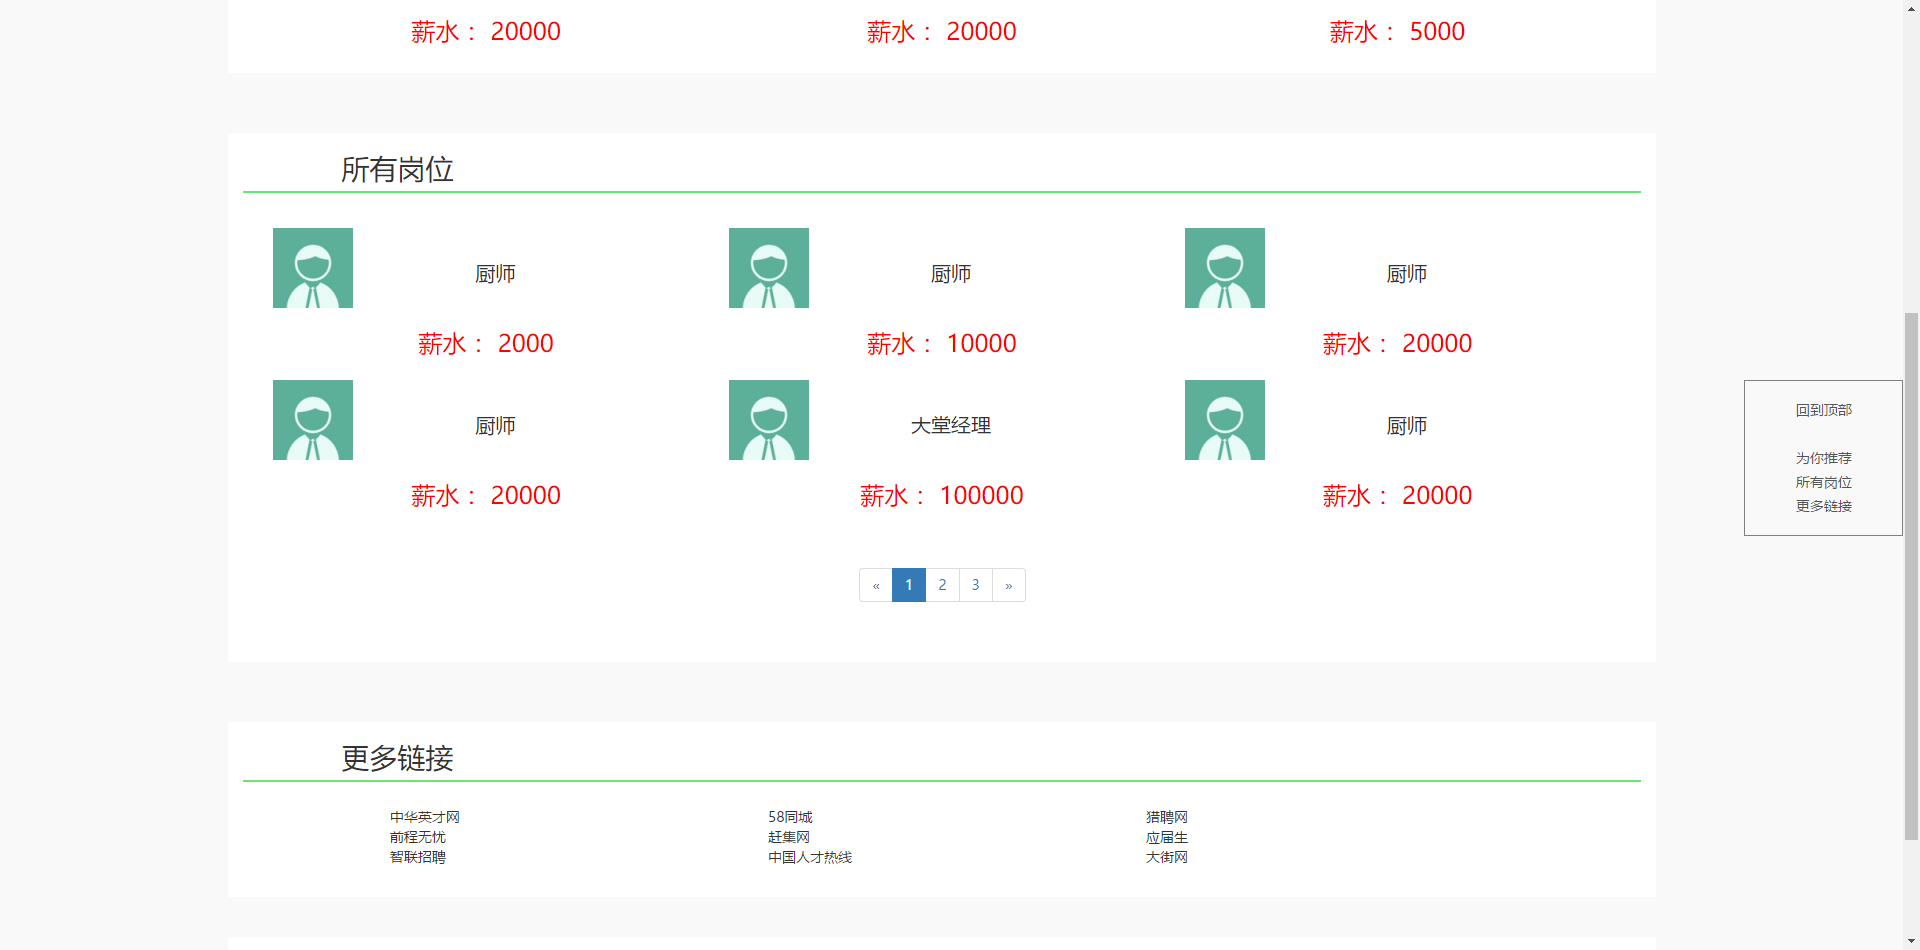 薪水： 20000
薪水： 20000
薪水： 5000
所有岗位
厨师
厨师
厨师
薪水： 2000
薪水： 10000
薪水： 20000
厨师
大堂经理
厨师
薪水： 20000
薪水： 100000
薪水： 20000
« 1 2 3 »
回到顶部
为你推荐
所有岗位
更多链接
更多链接
中华英才网
58同城
猎聘网
前程无忧
赶集网
应届生
智联招聘
中国人才热线
大街网